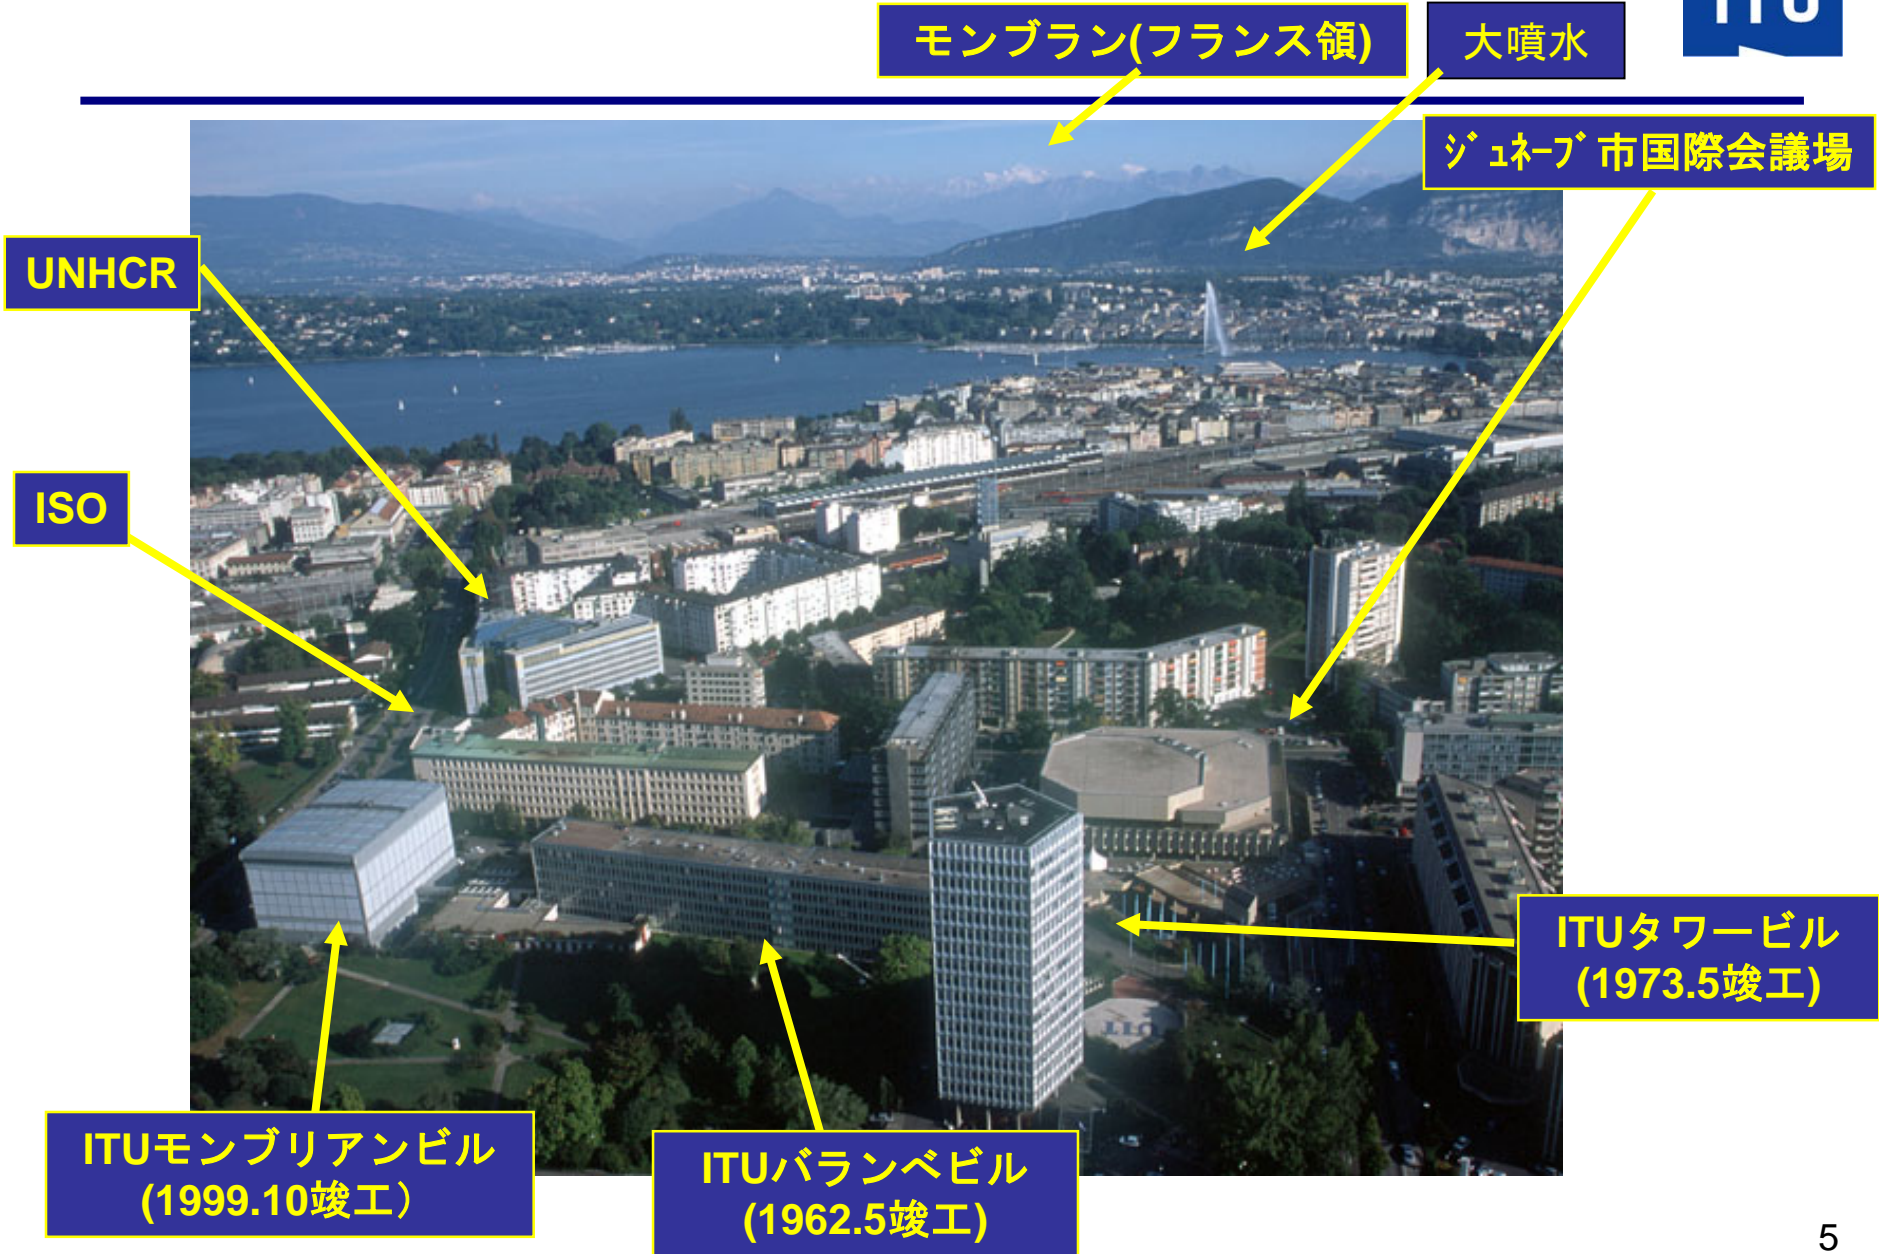 モンブラン(フランス領)
大噴水
ITU
ｼﾞｭﾈｰﾌﾞ市国際会議場
UNHCR
ISO
ITUタワービル
(1973.5竣工)
ITUモンブリアンビル
(1999.10竣工）
ITUバランベビル
(1962.5竣工)
5